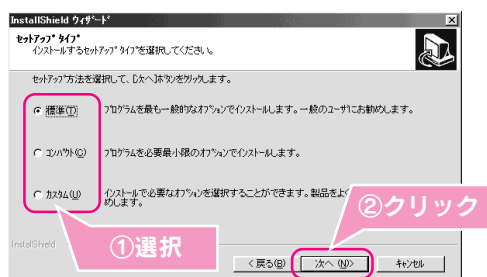 InstallShield ウィザード
セットアップ タイプ
インストールするセットアップ タイプを選択してください。
セットアップ方法を選択して、[次へ]ボタンをクリックします。
標準(T)
プログラムを最も一般的なオプションでインストールします。一般のユーザにお勧めします。
コンパクト(C)
プログラムを必要最小限のオプションでインストールします。
カスタム(U)
インストールで必要なオプションを選択することができます。製品をよく
めします。
②クリック
InstallShield
①選択
< 戻る(B)
次へ (N)>
キャンセル